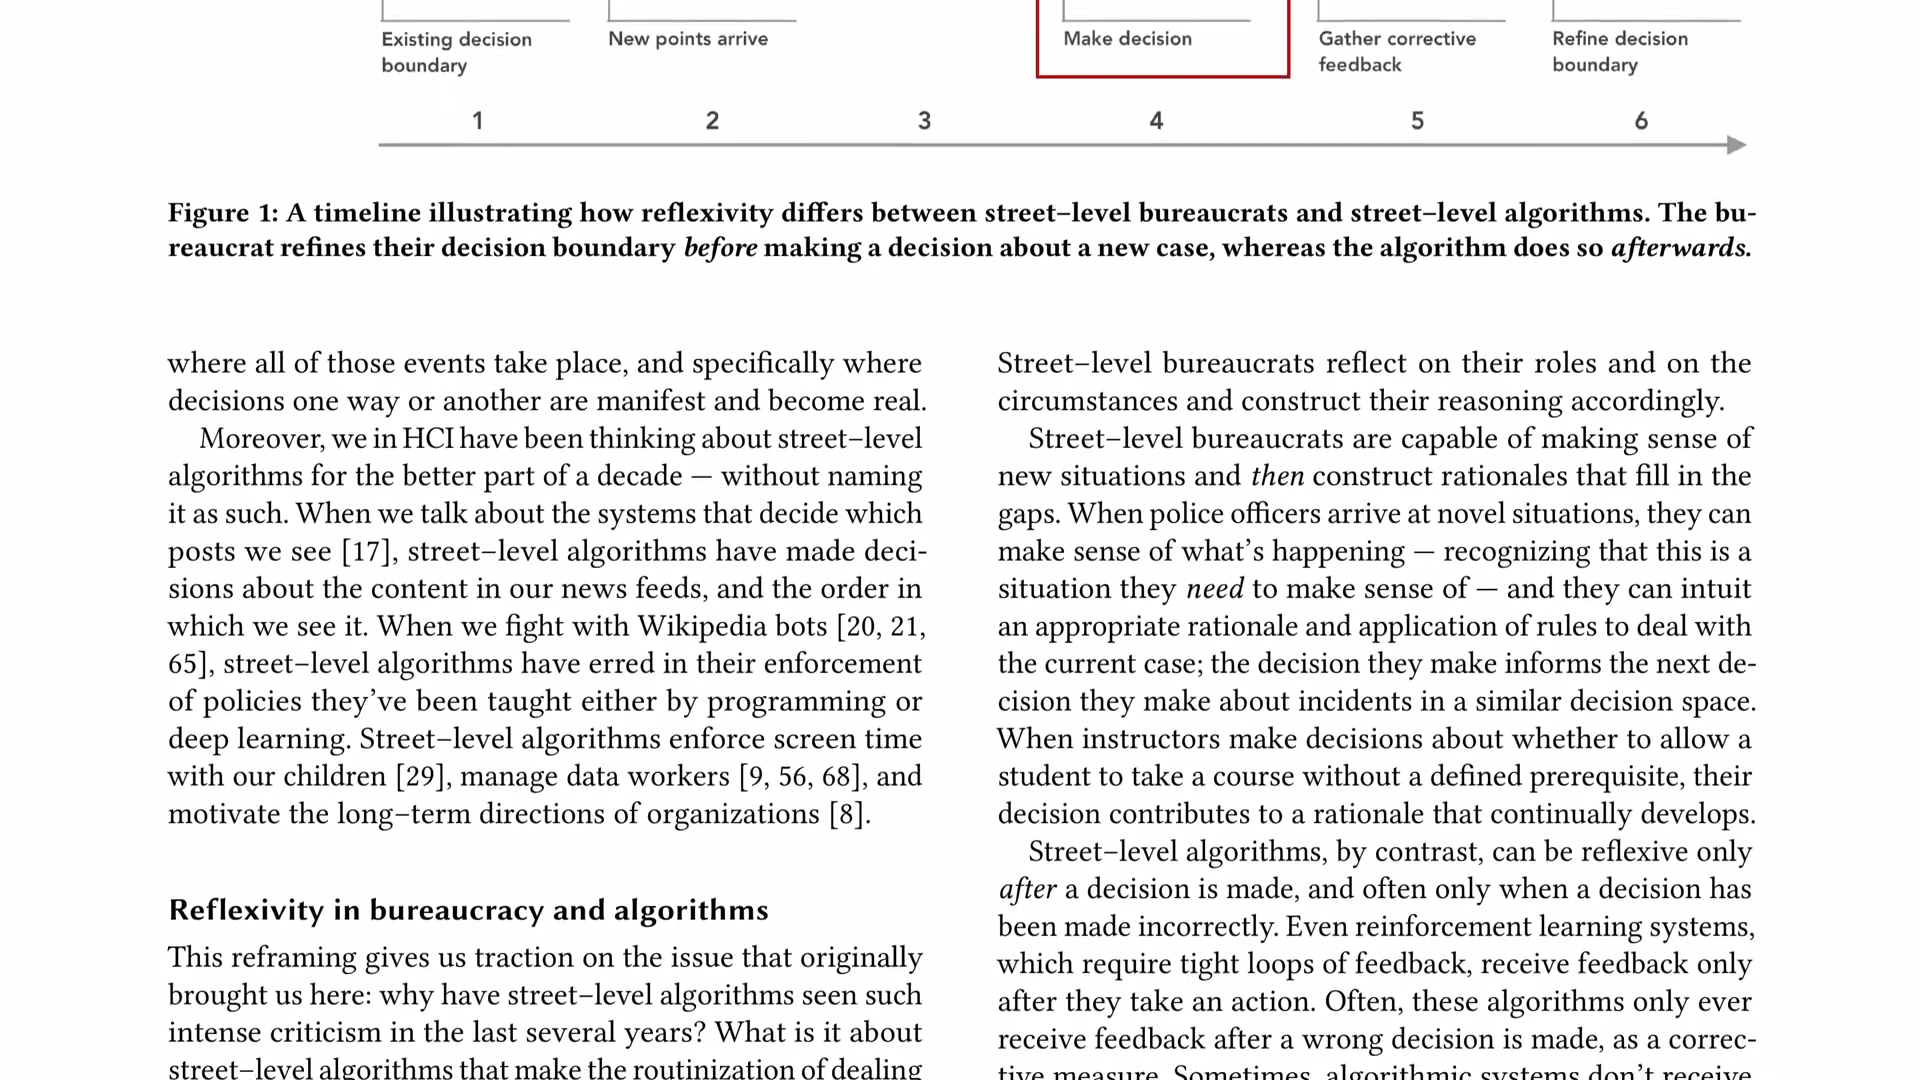 Existing decision
boundary
New points arrive
Make decision
Gather corrective
feedback
Refine decision
boundary
1 2 3 4 5 6
Figure 1: A timeline illustrating how reflexivity differs between street–level bureaucrats and street–level algorithms. The bu-
reaucrat refines their decision boundary before making a decision about a new case, whereas the algorithm does so afterwards.
where all of those events take place, and specifically where
decisions one way or another are manifest and become real.
Moreover, we in HCI have been thinking about street–level
algorithms for the better part of a decade — without naming
it as such. When we talk about the systems that decide which
posts we see [17], street–level algorithms have made deci-
sions about the content in our news feeds, and the order in
which we see it. When we fight with Wikipedia bots [20, 21,
65], street–level algorithms have erred in their enforcement
of policies they’ve been taught either by programming or
deep learning. Street–level algorithms enforce screen time
with our children [29], manage data workers [9, 56, 68], and
motivate the long–term directions of organizations [8].
Reflexivity in bureaucracy and algorithms
This reframing gives us traction on the issue that originally
brought us here: why have street–level algorithms seen such
intense criticism in the last several years? What is it about
street–level algorithms that make the routinization of dealing
Street–level bureaucrats reflect on their roles and on the
circumstances and construct their reasoning accordingly.
Street–level bureaucrats are capable of making sense of
new situations and then construct rationales that fill in the
gaps. When police officers arrive at novel situations, they can
make sense of what’s happening — recognizing that this is a
situation they need to make sense of — and they can intuit
an appropriate rationale and application of rules to deal with
the current case; the decision they make informs the next de-
cision they make about incidents in a similar decision space.
When instructors make decisions about whether to allow a
student to take a course without a defined prerequisite, their
decision contributes to a rationale that continually develops.
Street–level algorithms, by contrast, can be reflexive only
after a decision is made, and often only when a decision has
been made incorrectly. Even reinforcement learning systems,
which require tight loops of feedback, receive feedback only
after they take an action. Often, these algorithms only ever
receive feedback after a wrong decision is made, as a correc-
tive measure. Sometimes, algorithmic systems don’t receive